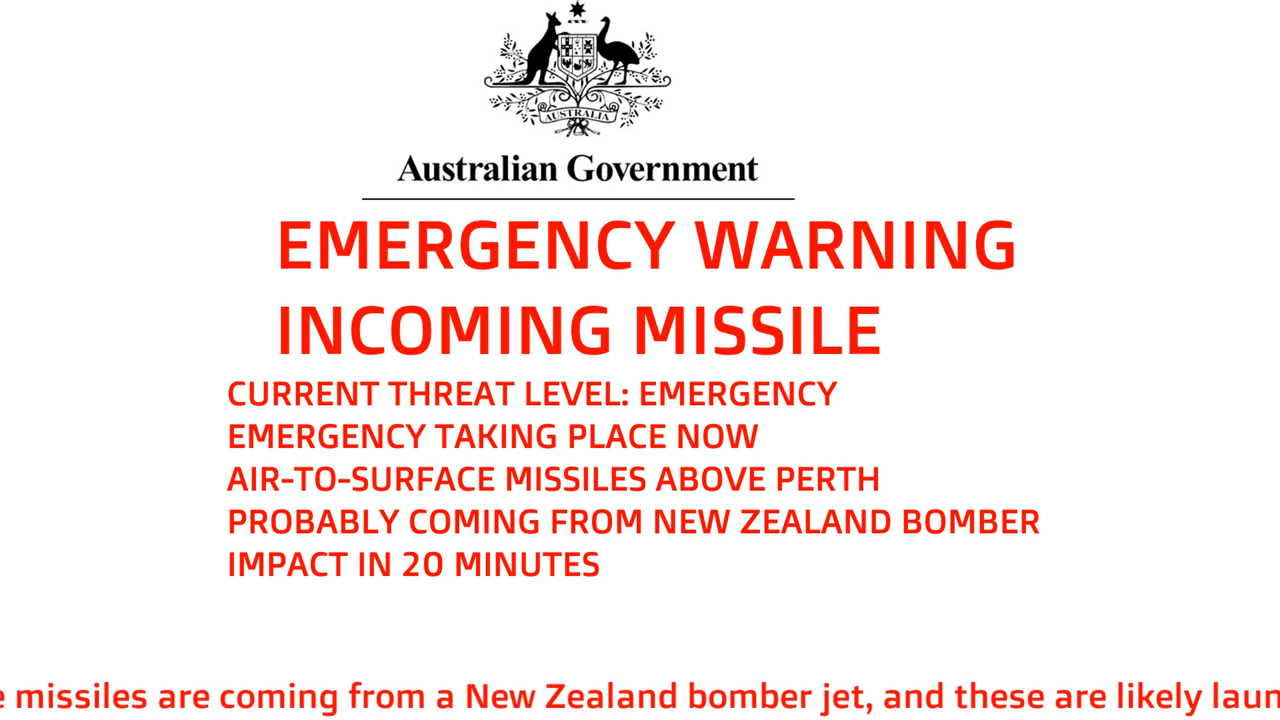 AUSTRALIA
Australian Government
EMERGENCY WARNING
INCOMING MISSILE
CURRENT THREAT LEVEL: EMERGENCY
EMERGENCY TAKING PLACE NOW
AIR-TO-SURFACE MISSILES ABOVE PERTH
PROBABLY COMING FROM NEW ZEALAND BOMBER
IMPACT IN 20 MINUTES
missiles are coming from a New Zealand bomber jet, and these are likely